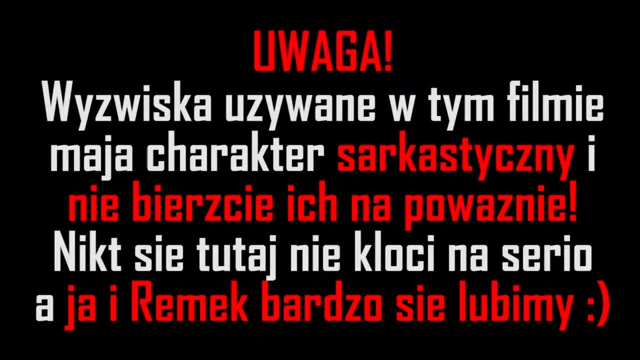 UWAGA!
Wyzwiska uzywane w tym filmie
maja charakter sarkastyczny i
nie bierzcie ich na powaznie!
Nikt sie tutaj nie kloci na serio
a ja i Remek bardzo sie lubimy :)